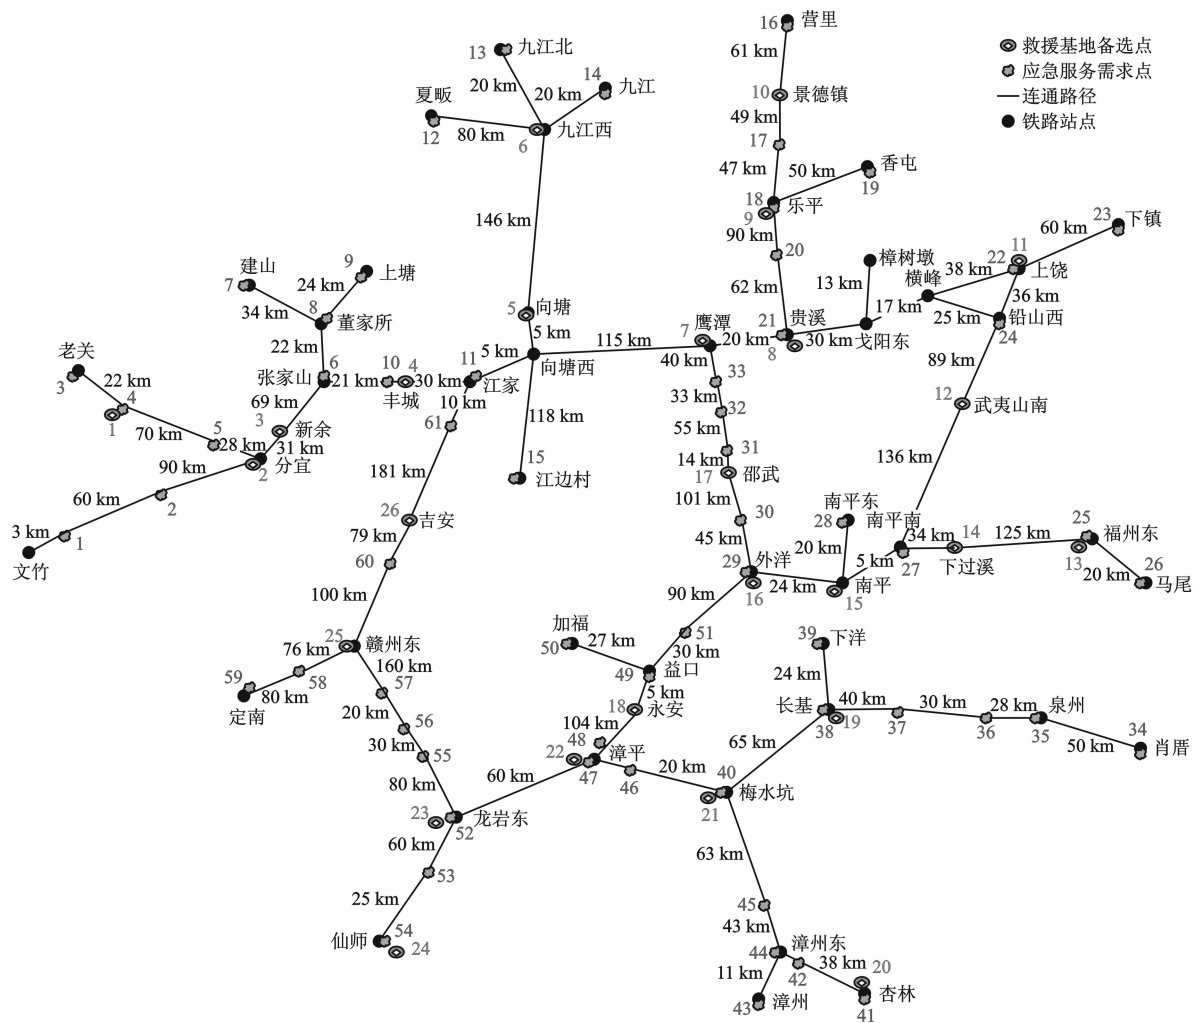 16
营里
61 km
救援基地备选点
应急服务需求点
连通路径
铁路站点
13
九江北
20 km
14
九江
20 km
夏畈
12
80 km
6
九江西
10
景德镇
49 km
17
47 km
50 km
香屯
19
18
9
乐平
90 km
20
62 km
146 km
23
下镇
60 km
11
22
上饶
樟树墩
13 km
横峰
38 km
17 km
36 km
25 km
铅山西
24
建山
7
34 km
9
上塘
24 km
8
董家所
22 km
5
向塘
5 km
鹰潭
7
115 km
20 km
21
贵溪
8
30 km
戈阳东
老关
3
22 km
4
1
张家山
6
21 km
10
4
丰城
30 km
11
江家
5 km
向塘西
40 km
33
33 km
32
89 km
12
武夷山南
70 km
5
28 km
69 km
3
新余
31 km
分宜
2
10 km
61
118 km
15
江边村
55 km
31
14 km
17
邵武
136 km
90 km
60 km
2
3 km
1
文竹
181 km
26
吉安
79 km
60
101 km
30
45 km
南平东
28
南平南
20 km
34 km
14
125 km
25
福州东
下过溪
13
27
5 km
20 km
26
马尾
29
外洋
16
24 km
南平
15
100 km
90 km
加福
50
27 km
51
30 km
49
益口
5 km
18
永安
39
下洋
24 km
25
赣州东
76 km
160 km
59
58
57
80 km
定南
20 km
56
30 km
55
104 km
48
22
漳平
47
46
长基
38
19
40 km
37
30 km
36
28 km
泉州
35
34
50 km
肖厝
65 km
80 km
60 km
20 km
40
梅水坑
21
23
龙岩东
52
60 km
53
63 km
25 km
仙师
54
24
45
43 km
44
漳州东
11 km
42
38 km
20
43
漳州
杏林
41